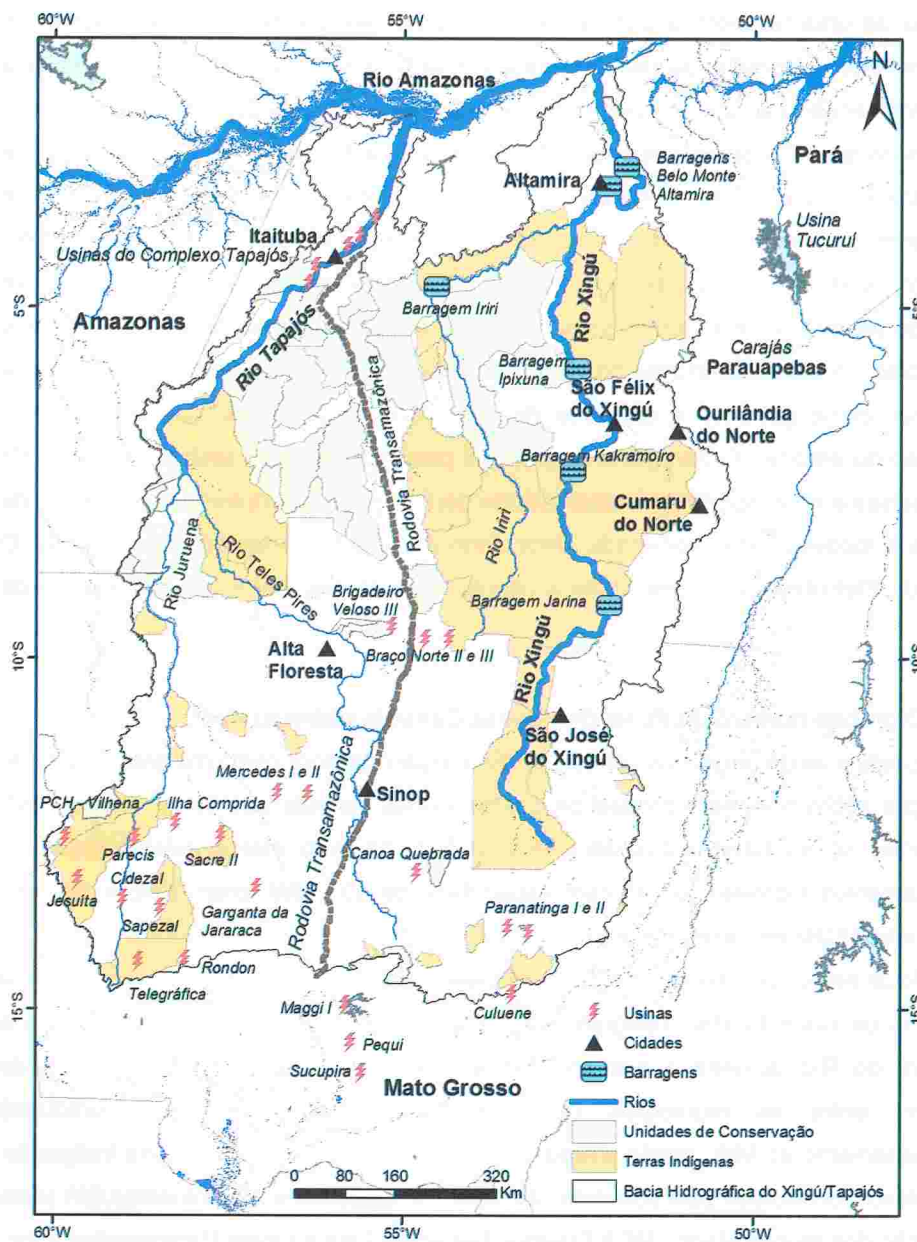 60°W
55°W
50°W
N
Rio Amazonas
Pará
Barragens
Belo Monte
Altamira
Altamira
Usina
Tucuruí
Itaituba
Usinas do Complexo Tapajós
Rio Xingú
Barragem Iriri
5°S
5°S
Amazonas
Rio Tapajós
Rodovia Transamazônica
Carajás
Parauapebas
Barragem
Ipixuna
São Félix
do Xingú
Ourilândia
do Norte
Barragem Kakramoiro
Cumaru
do Norte
Rio Iriri
Rio Juruena
Rio Teles Pires
Brigadeiro
Veloso III
Barragem Jarina
Alta
Floresta
Braço Norte II e III
10°S
10°S
Rio Xingú
São José
do Xingú
Rodovia Transamazônica
Mercedes I e II
Sinop
PCH_Vilhena
Ilha Comprida
Parecis
Sacre II
Canoa Quebrada
Cidezal
Jesuíta
Sapezal
Garganta da
Jararaca
Paranatinga I e II
Rondon
Telegráfica
Maggi I
Culuene
15°S
15°S
Pequi
Sucupira
Mato Grosso
Usinas
Cidades
Barragens
Rios
Unidades de Conservação
Terras Indígenas
Bacia Hidrográfica do Xingú/Tapajós
0 80 160 320
Km
60°W
55°W
50°W